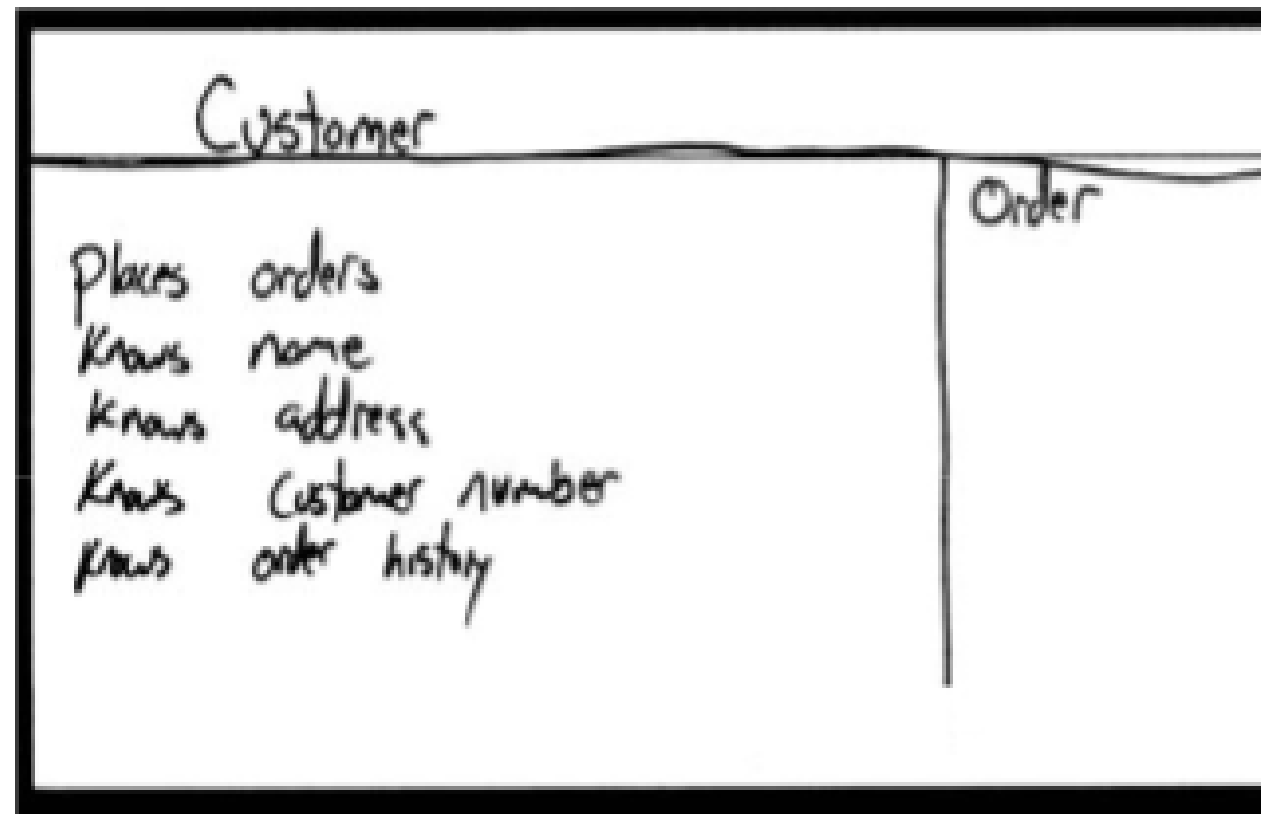 Customer
Order
Places orders
Knows name
Knows address
Knows Customer number
Knows order history